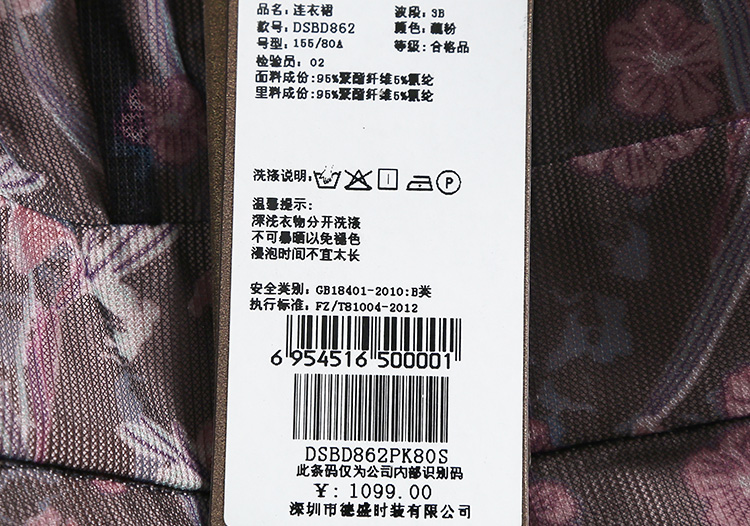 品名: 连衣裙 波段: 3B
款号: DSBD862 颜色: 藕粉
号型: 155/80A 等级: 合格品
检验员: 02
面料成份:95%聚酯纤维5%氨纶
里料成份:95%聚酯纤维5%氨纶
洗涤说明: P
温馨提示:
深浅衣物分开洗涤
不可暴晒以免褪色
浸泡时间不宜太长
安全类别: GB18401-2010:B类
执行标准: FZ/T81004-2012
6 954516 500001
DSBD862PK80S
此条码仅为公司内部识别码
¥: 1099.00
深圳市德盛时装有限公司